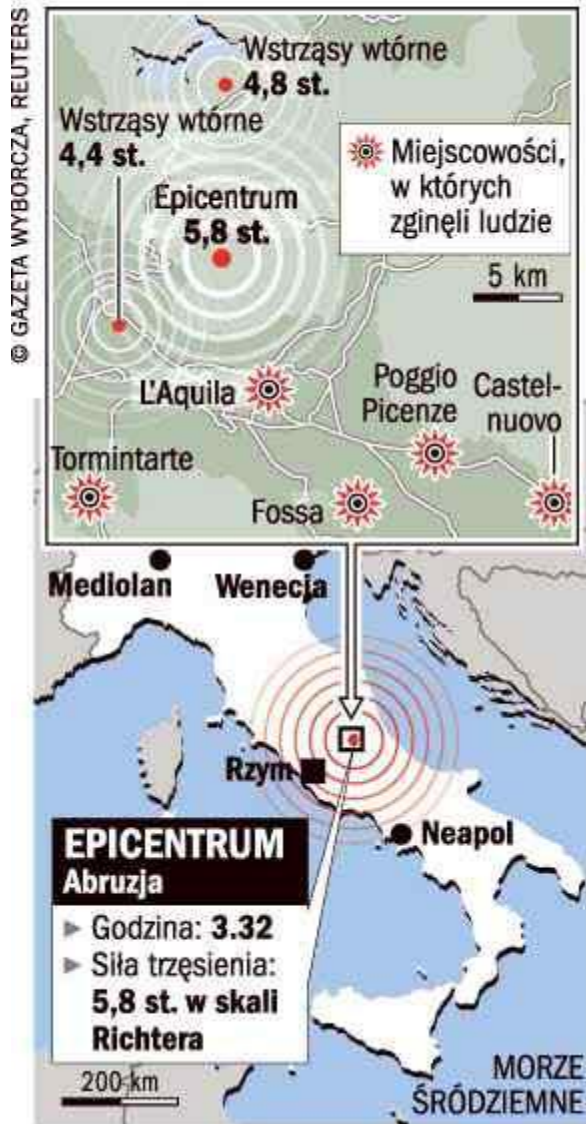 © GAZETA WYBORCZA, REUTERS
Wstrząsy wtórne
4,8 st.
Wstrząsy wtórne
4,4 st.
Epicentrum
5,8 st.
Miejscowości,
w których
zginęli ludzie
5 km
L'Aquila
Poggio
Picenze
Castel-
nuovo
Tormintarte
Fossa
Mediolan
Wenecja
Rzym
Neapol
EPICENTRUM
Abruzja
Godzina: 3.32
Siła trzęsienia:
5,8 st. w skali
Richtera
200 km
MORZE
ŚRÓDZIEMNE